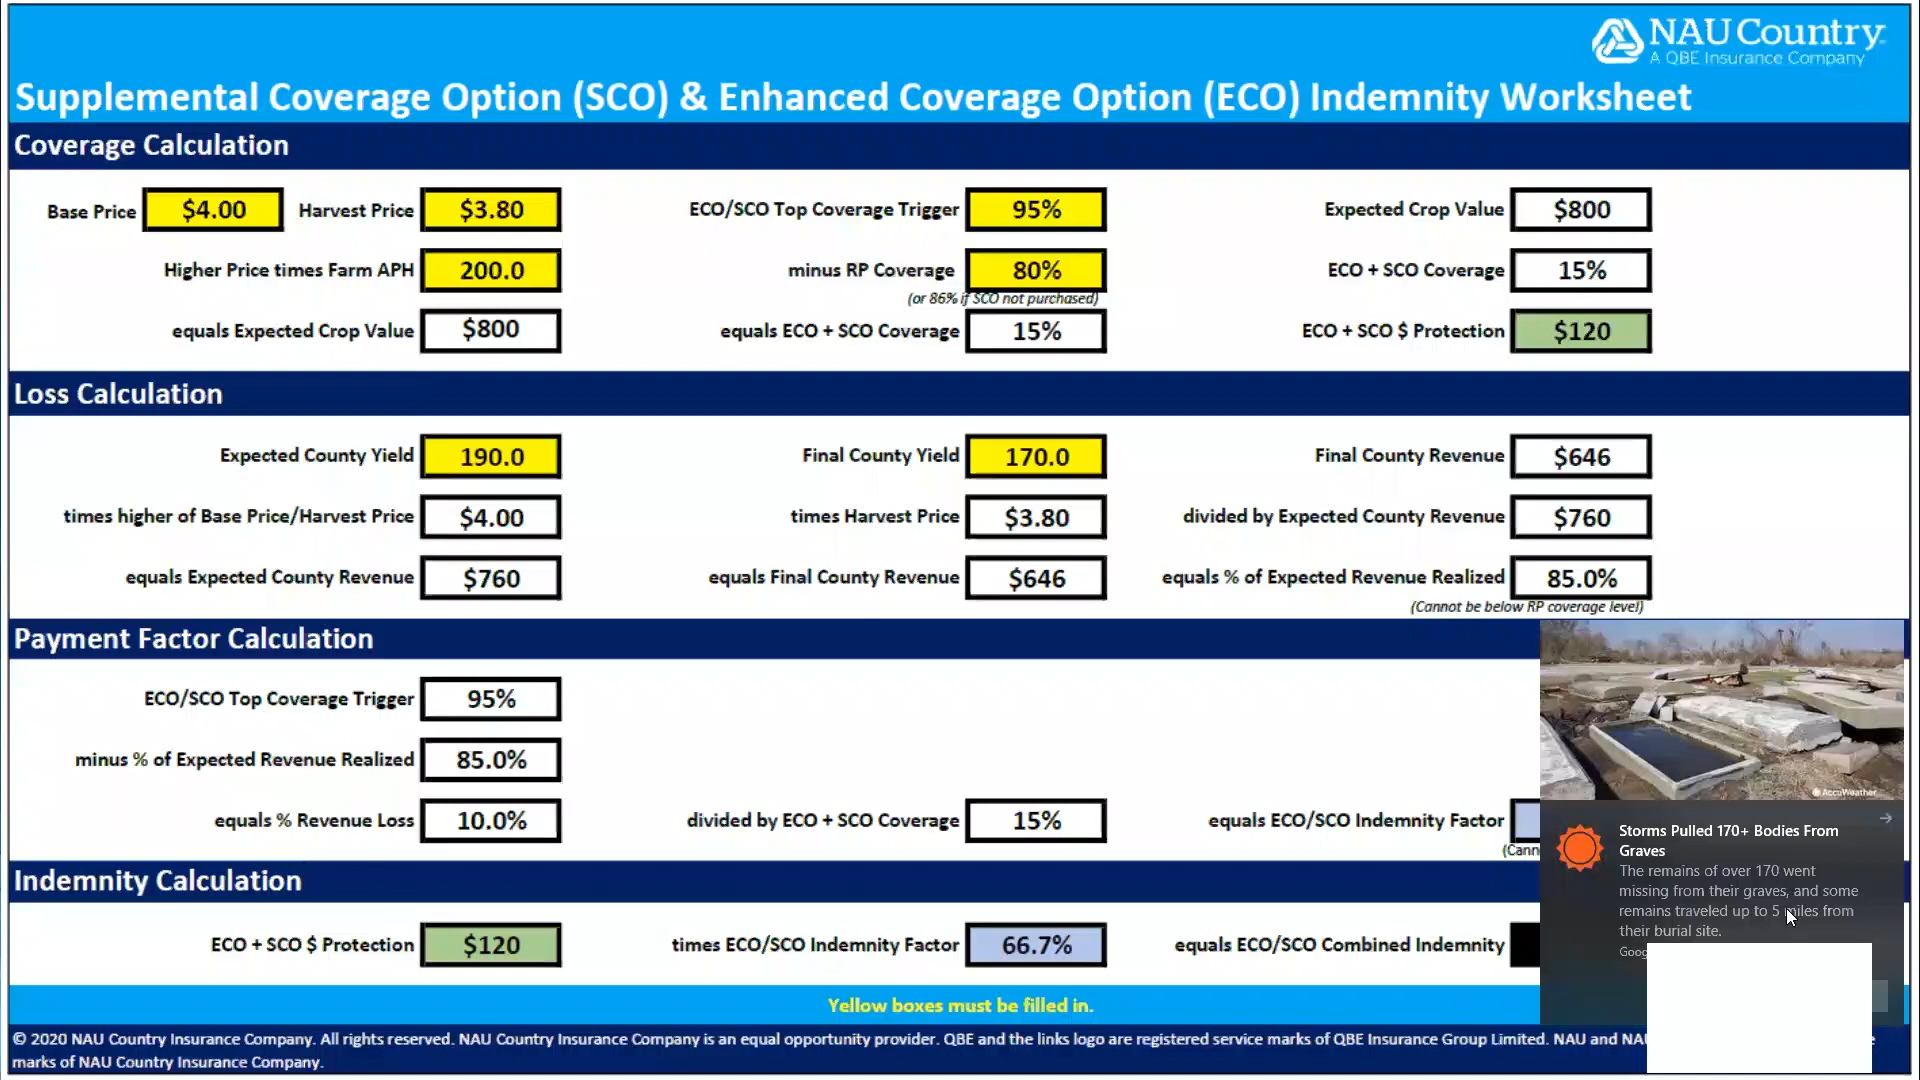 NAU Country
A QBE Insurance Company
Supplemental Coverage Option (SCO) & Enhanced Coverage Option (ECO) Indemnity Worksheet
Coverage Calculation
Base Price $4.00 Harvest Price $3.80 ECO/SCO Top Coverage Trigger 95% Expected Crop Value $800
Higher Price times Farm APH 200.0 minus RP Coverage 80% ECO + SCO Coverage 15%
(or 86% if SCO not purchased)
equals Expected Crop Value $800 equals ECO + SCO Coverage 15% ECO + SCO $ Protection $120
Loss Calculation
Expected County Yield 190.0 Final County Yield 170.0 Final County Revenue $646
times higher of Base Price/Harvest Price $4.00 times Harvest Price $3.80 divided by Expected County Revenue $760
equals Expected County Revenue $760 equals Final County Revenue $646 equals % of Expected Revenue Realized 85.0%
(Cannot be below RP coverage level)
Payment Factor Calculation
ECO/SCO Top Coverage Trigger 95%
minus % of Expected Revenue Realized 85.0%
AccuWeather
equals % Revenue Loss 10.0% divided by ECO + SCO Coverage 15% equals ECO/SCO Indemnity Factor
(Cann
Storms Pulled 170+ Bodies From
Graves
The remains of over 170 went
missing from their graves, and some
remains traveled up to 5 miles from
their burial site.
Goog
Indemnity Calculation
ECO + SCO $ Protection $120 times ECO/SCO Indemnity Factor 66.7% equals ECO/SCO Combined Indemnity
Yellow boxes must be filled in.
© 2020 NAU Country Insurance Company. All rights reserved. NAU Country Insurance Company is an equal opportunity provider. QBE and the links logo are registered service marks of QBE Insurance Group Limited. NAU and NAU
marks of NAU Country Insurance Company.